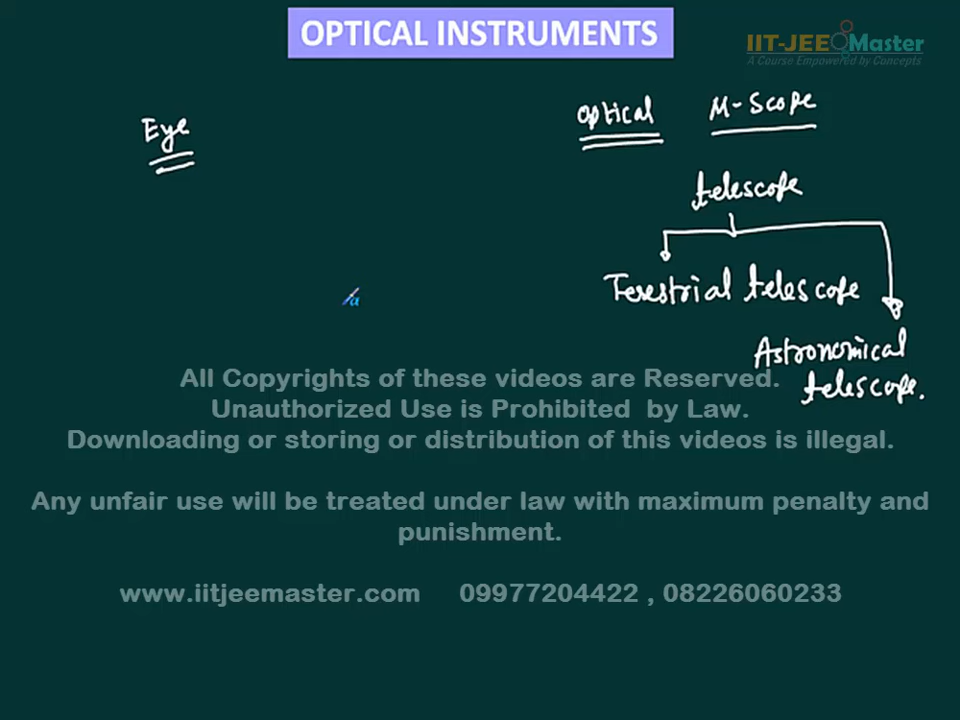 OPTICAL INSTRUMENTS
IIT-JEE Master
A Course Empowered by Concepts
Eye
optical M-Scope
telescope
Terestrial telescope
Astronomical
telescope.
All Copyrights of these videos are Reserved.
Unauthorized Use is Prohibited by Law.
Downloading or storing or distribution of this videos is illegal.
Any unfair use will be treated under law with maximum penalty and
punishment.
www.iitjeemaster.com 09977204422 , 08226060233